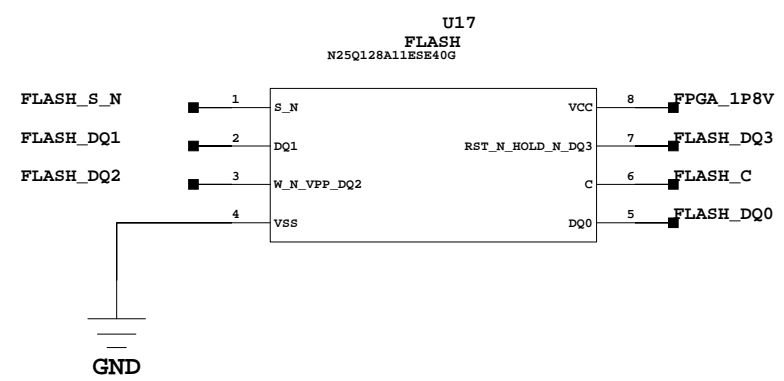 U17
FLASH
N25Q128A11ESE40G
FLASH_S_N 1 S_N VCC 8 FPGA_1P8V
FLASH_DQ1 2 DQ1 RST_N_HOLD_N_DQ3 7 FLASH_DQ3
FLASH_DQ2 3 W_N_VPP_DQ2 C 6 FLASH_C
4 VSS DQ0 5 FLASH_DQ0
GND